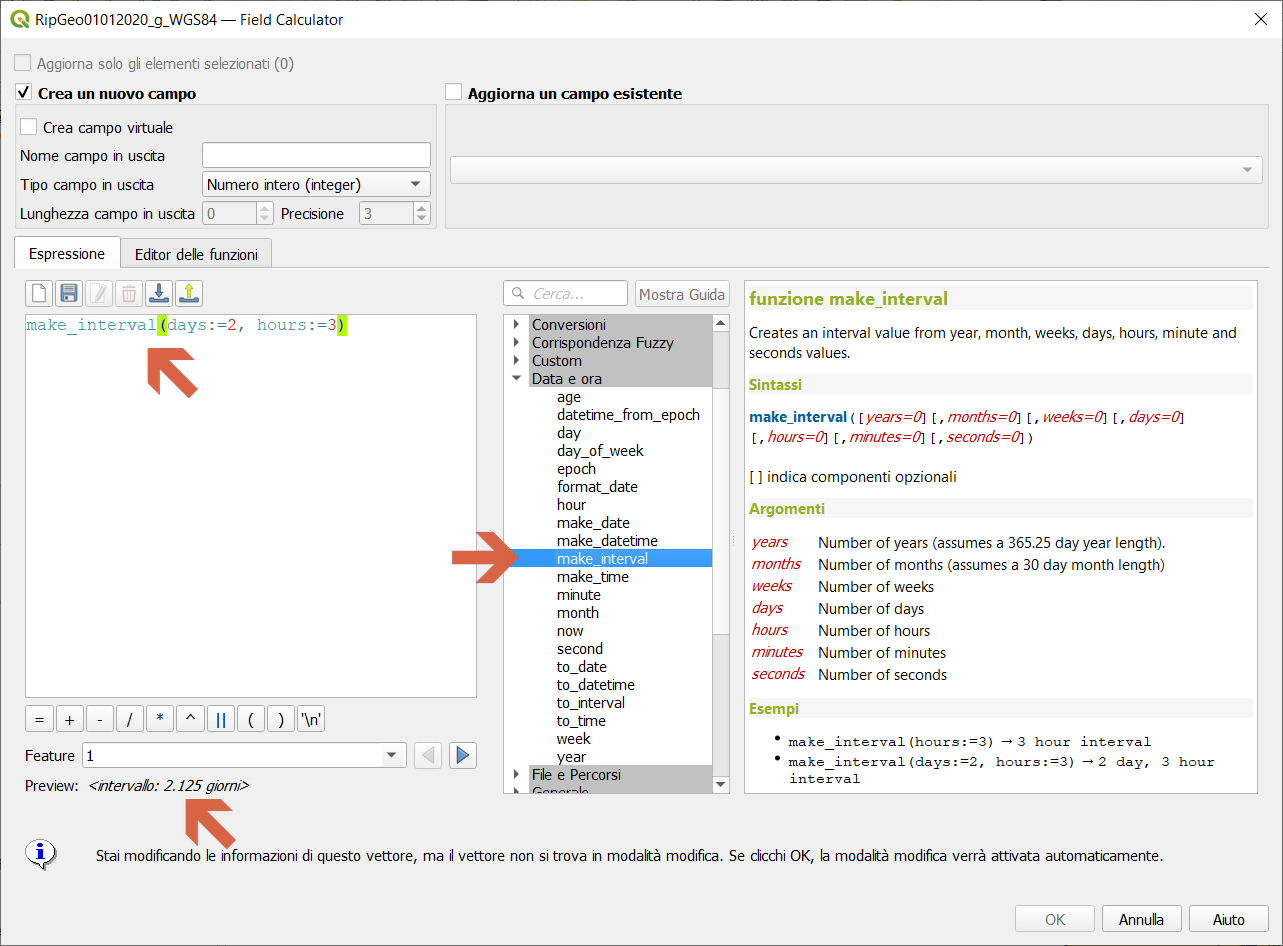 RipGeo01012020_g_WGS84 — Field Calculator
Aggiorna solo gli elementi selezionati (0)
Crea un nuovo campo
Aggiorna un campo esistente
Crea campo virtuale
Nome campo in uscita
Tipo campo in uscita Numero intero (integer)
Lunghezza campo in uscita 0 Precisione 3
Espressione Editor delle funzioni
make_interval(days:=2, hours:=3)
= + - / * ^ || ( ) '\n'
Feature 1
Preview: <intervallo: 2.125 giorni>
Cerca... Mostra Guida
Conversioni
Corrispondenza Fuzzy
Custom
Data e ora
age
datetime_from_epoch
day
day_of_week
epoch
format_date
hour
make_date
make_datetime
make_interval
make_time
minute
month
now
second
to_date
to_datetime
to_interval
to_time
week
year
File e Percorsi
Generale
funzione make_interval
Creates an interval value from year, month, weeks, days, hours, minute and
seconds values.
Sintassi
make_interval([years=0][,months=0][,weeks=0][,days=0]
[,hours=0][,minutes=0][,seconds=0])
[ ] indica componenti opzionali
Argomenti
years Number of years (assumes a 365.25 day year length).
months Number of months (assumes a 30 day month length)
weeks Number of weeks
days Number of days
hours Number of hours
minutes Number of minutes
seconds Number of seconds
Esempi
• make_interval(hours:=3) → 3 hour interval
• make_interval(days:=2, hours:=3) → 2 day, 3 hour
interval
Stai modificando le informazioni di questo vettore, ma il vettore non si trova in modalità modifica. Se clicchi OK, la modalità modifica verrà attivata automaticamente.
OK Annulla Aiuto